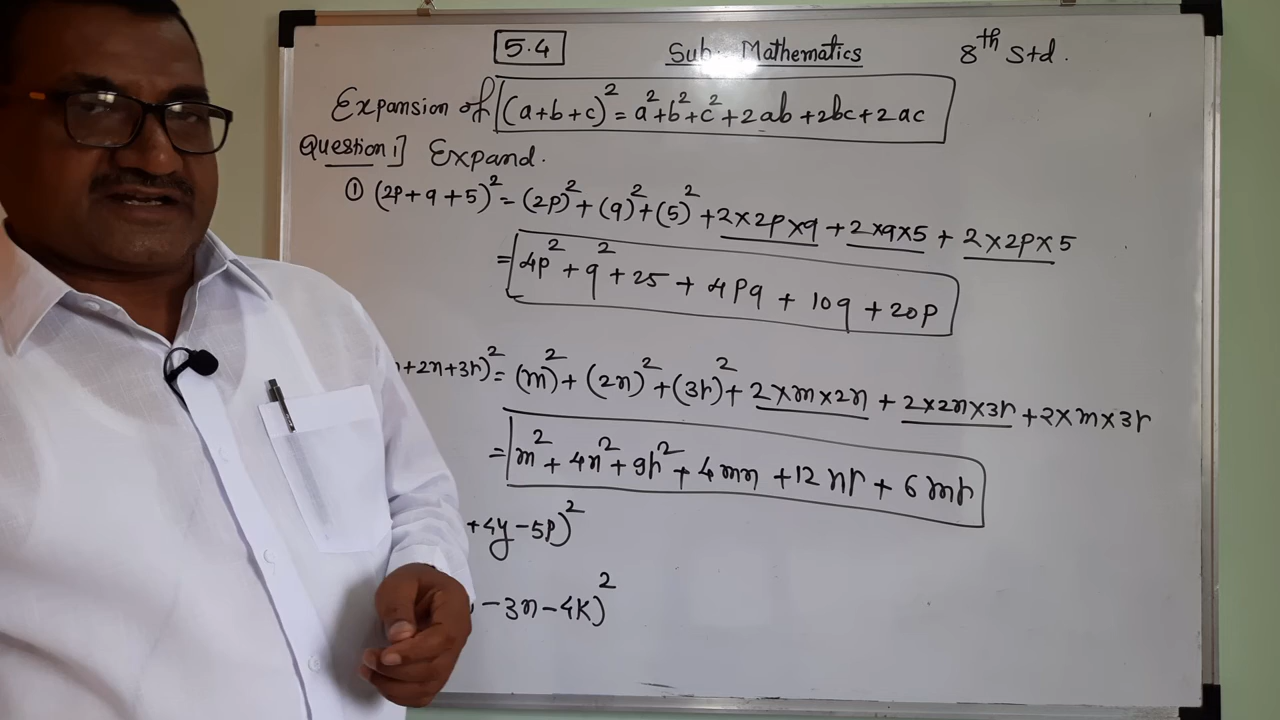 5.4 Sub:- Mathematics 8th Std.
Expansion of (a+b+c)² = a²+b²+c²+2ab+2bc+2ac
Question 1] Expand.
① (2p+q+5)² = (2p)²+(q)²+(5)²+2×2p×q+2×q×5+2×2p×5
= 4p²+q²+25+4pq+10q+20p
+2n+3r)² = (m)²+(2n)²+(3r)²+2×m×2n+2×2n×3r+2×m×3r
= m²+4n²+9r²+4mn+12nr+6mr
+4y-5p)²
-3n-4k)²